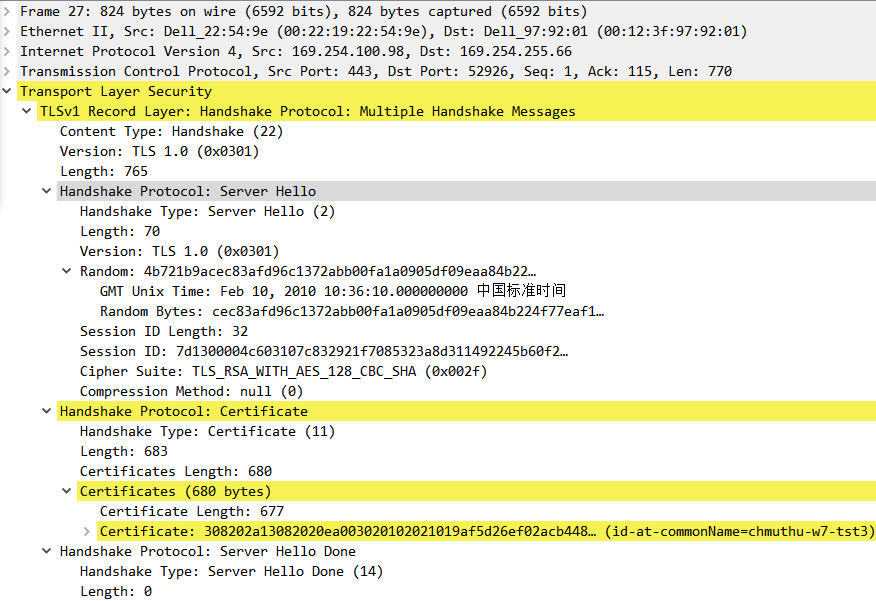 Frame 27: 824 bytes on wire (6592 bits), 824 bytes captured (6592 bits)
Ethernet II, Src: Dell_22:54:9e (00:22:19:22:54:9e), Dst: Dell_97:92:01 (00:12:3f:97:92:01)
Internet Protocol Version 4, Src: 169.254.100.98, Dst: 169.254.255.66
Transmission Control Protocol, Src Port: 443, Dst Port: 52926, Seq: 1, Ack: 115, Len: 770
Transport Layer Security
TLSv1 Record Layer: Handshake Protocol: Multiple Handshake Messages
Content Type: Handshake (22)
Version: TLS 1.0 (0x0301)
Length: 765
Handshake Protocol: Server Hello
Handshake Type: Server Hello (2)
Length: 70
Version: TLS 1.0 (0x0301)
Random: 4b721b9acec83afd96c1372abb00fa1a0905df09eaa84b22…
GMT Unix Time: Feb 10, 2010 10:36:10.000000000 中国标准时间
Random Bytes: cec83afd96c1372abb00fa1a0905df09eaa84b224f77eaf1…
Session ID Length: 32
Session ID: 7d1300004c603107c832921f7085323a8d311492245b60f2…
Cipher Suite: TLS_RSA_WITH_AES_128_CBC_SHA (0x002f)
Compression Method: null (0)
Handshake Protocol: Certificate
Handshake Type: Certificate (11)
Length: 683
Certificates Length: 680
Certificates (680 bytes)
Certificate Length: 677
Certificate: 308202a13082020ea003020102021019af5d26ef02acb448… (id-at-commonName=chmuthu-w7-tst3)
Handshake Protocol: Server Hello Done
Handshake Type: Server Hello Done (14)
Length: 0